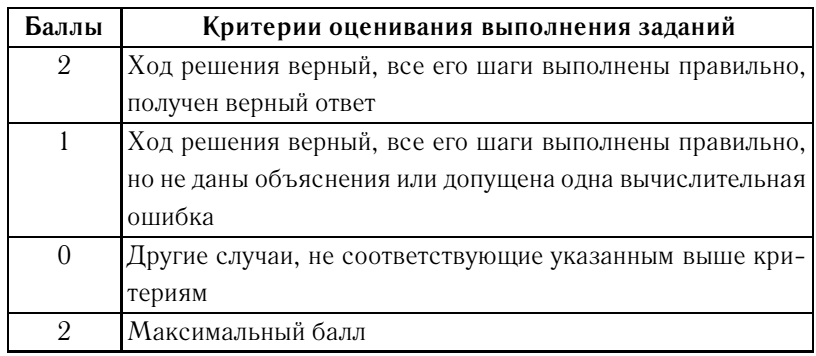 Баллы Критерии оценивания выполнения заданий
2 Ход решения верный, все его шаги выполнены правильно,
получен верный ответ
1 Ход решения верный, все его шаги выполнены правильно,
но не даны объяснения или допущена одна вычислительная
ошибка
0 Другие случаи, не соответствующие указанным выше кри-
териям
2 Максимальный балл